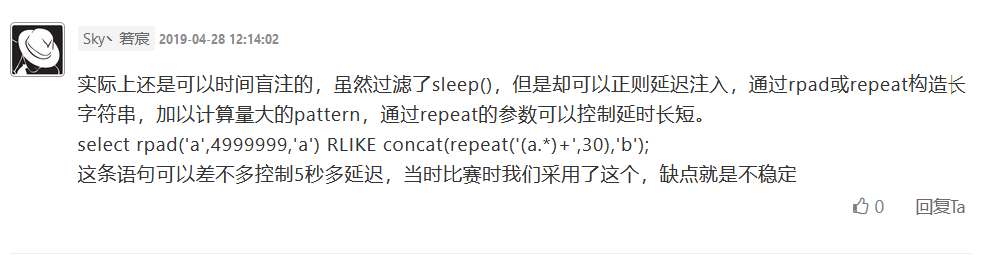 Sky丶箬宸 2019-04-28 12:14:02
实际上还是可以时间盲注的，虽然过滤了sleep()，但是却可以正则延迟注入，通过rpad或repeat构造长
字符串，加以计算量大的pattern，通过repeat的参数可以控制延时长短。
select rpad('a',4999999,'a') RLIKE concat(repeat('(a.*)+',30),'b');
这条语句可以差不多控制5秒多延迟，当时比赛时我们采用了这个，缺点就是不稳定
0 回复Ta